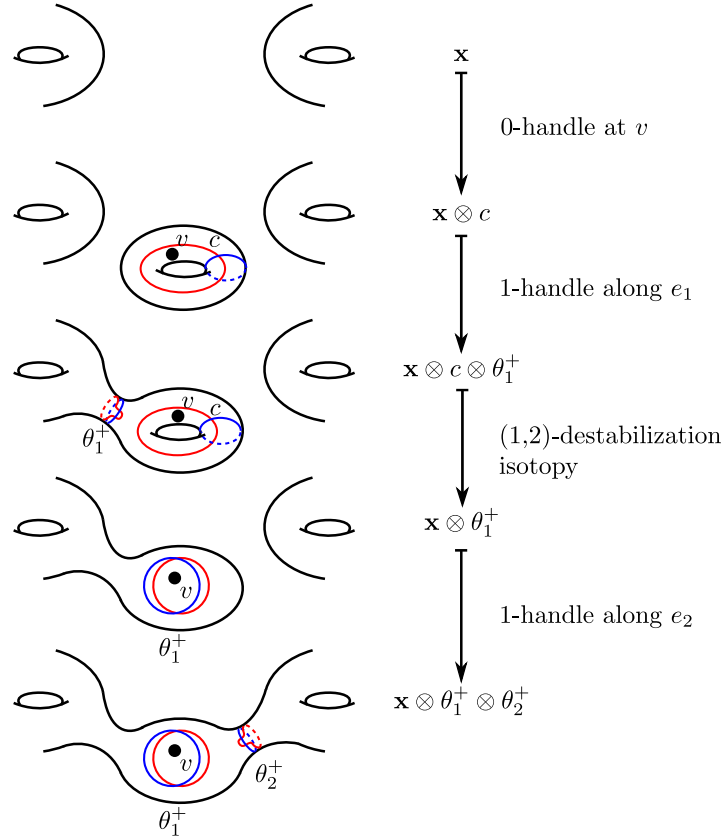 𝐱
0-handle at v
v c
𝐱 ⊗ c
1-handle along e₁
𝐱 ⊗ c ⊗ θ₁⁺
v c
θ₁⁺
(1,2)-destabilization
isotopy
𝐱 ⊗ θ₁⁺
v
θ₁⁺
1-handle along e₂
𝐱 ⊗ θ₁⁺ ⊗ θ₂⁺
v
θ₂⁺
θ₁⁺